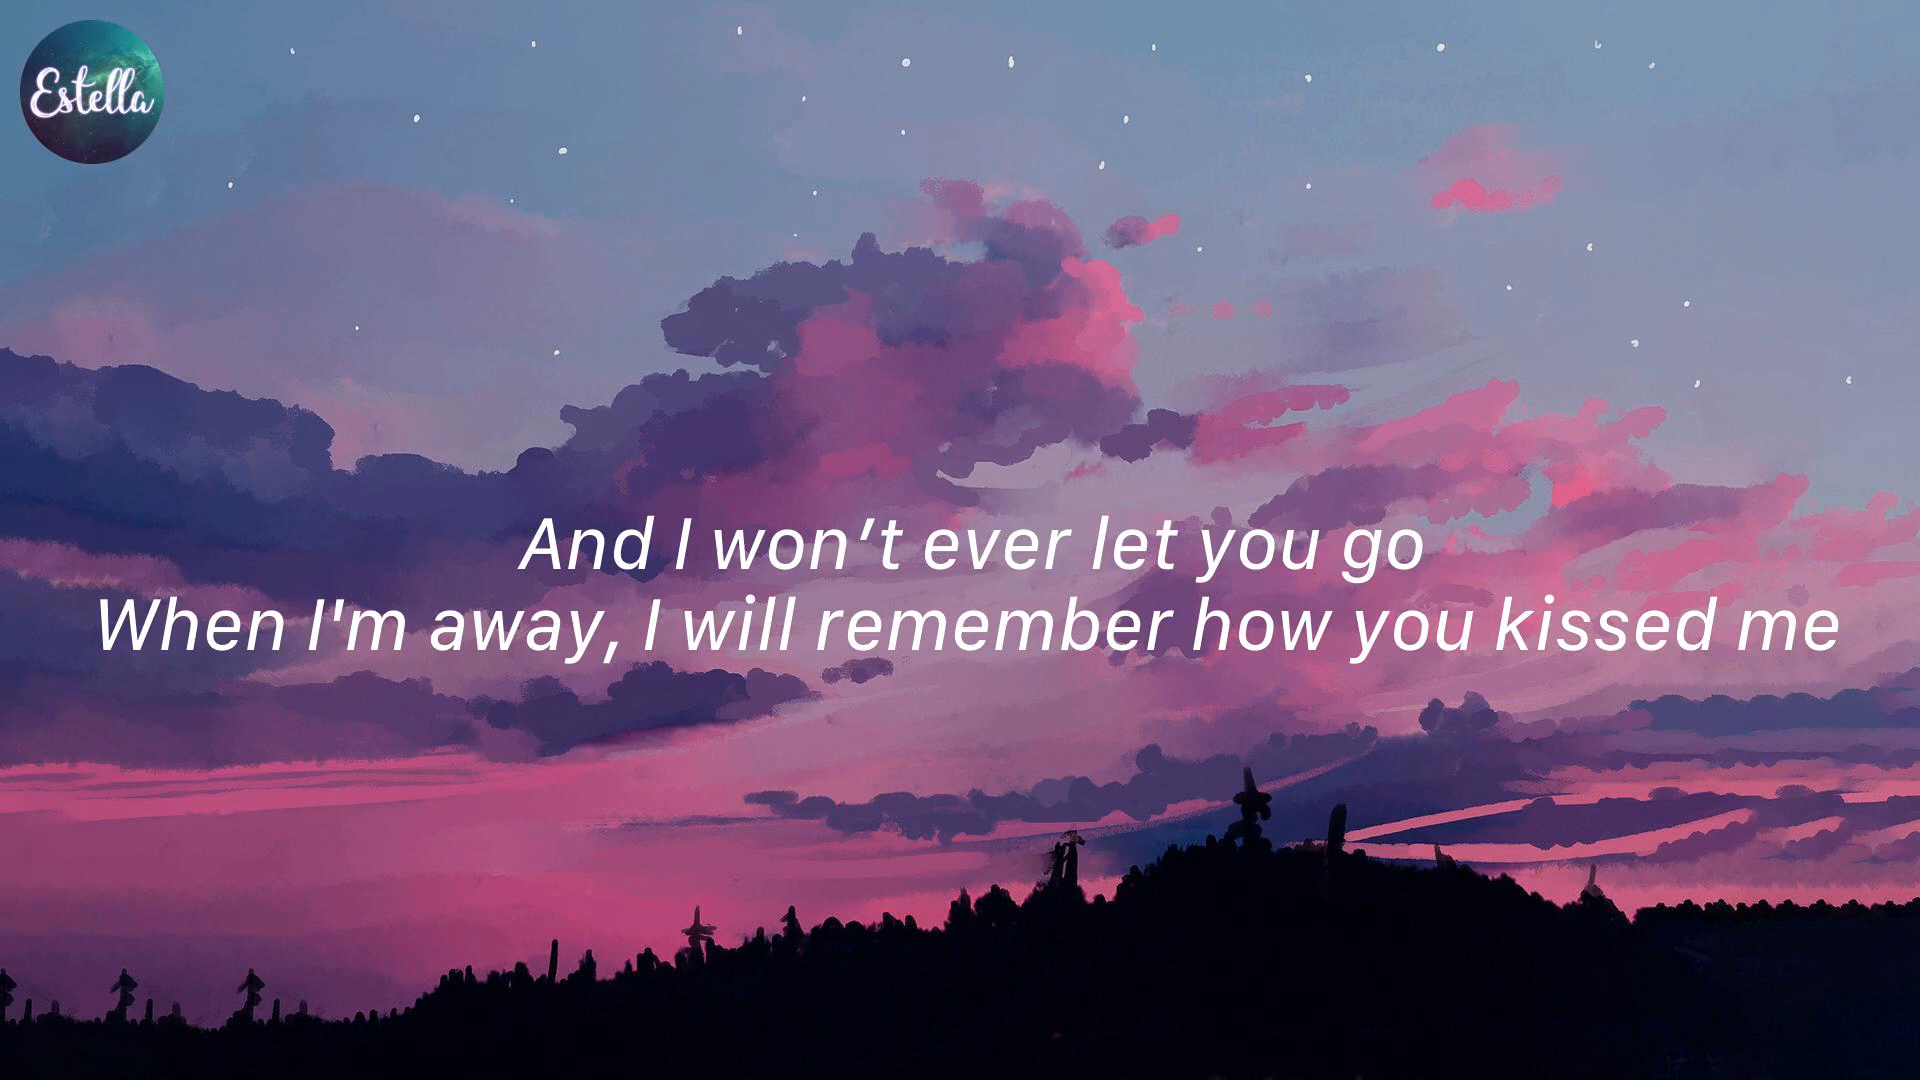 Estella
And I won’t ever let you go
When I'm away, I will remember how you kissed me